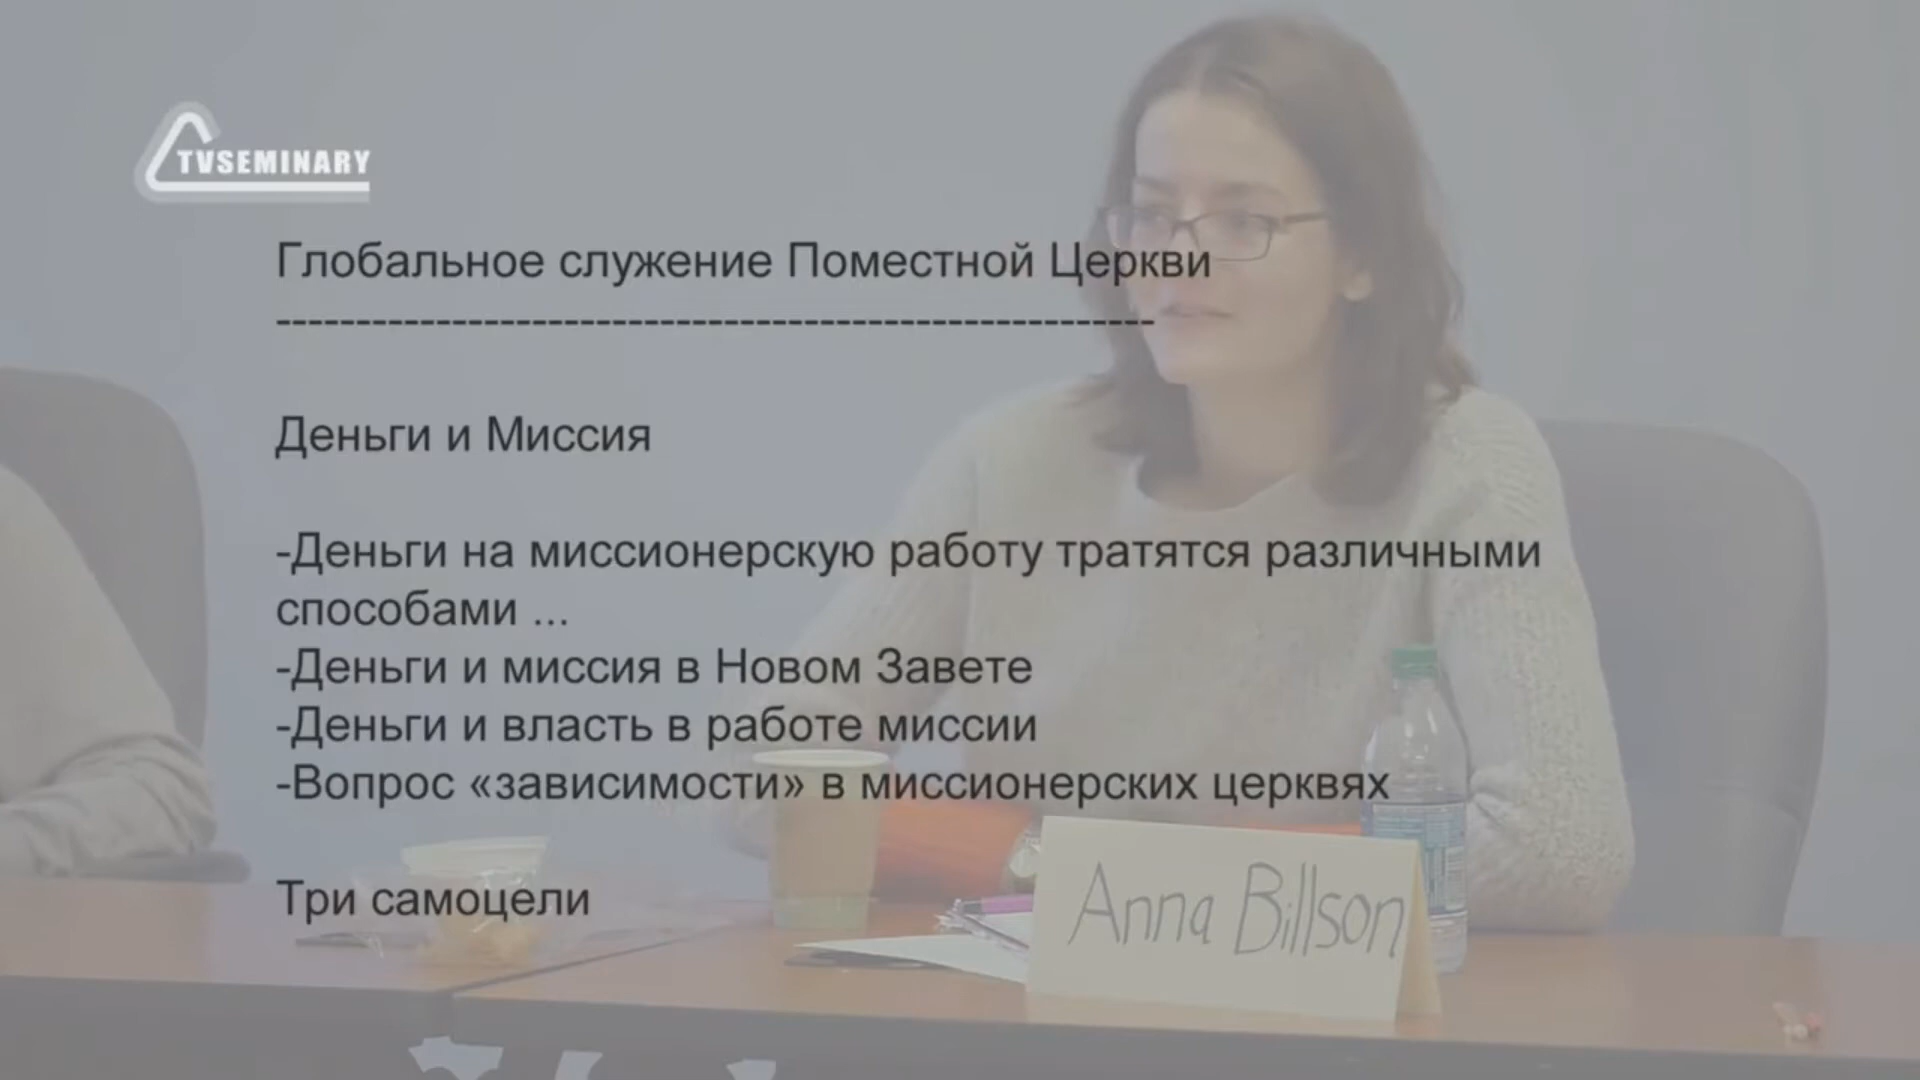 TVSEMINARY
Глобальное служение Поместной Церкви
-------------------------------------------------------
Деньги и Миссия
-Деньги на миссионерскую работу тратятся различными
способами ...
-Деньги и миссия в Новом Завете
-Деньги и власть в работе миссии
-Вопрос «зависимости» в миссионерских церквях
Три самоцели
Anna Billson